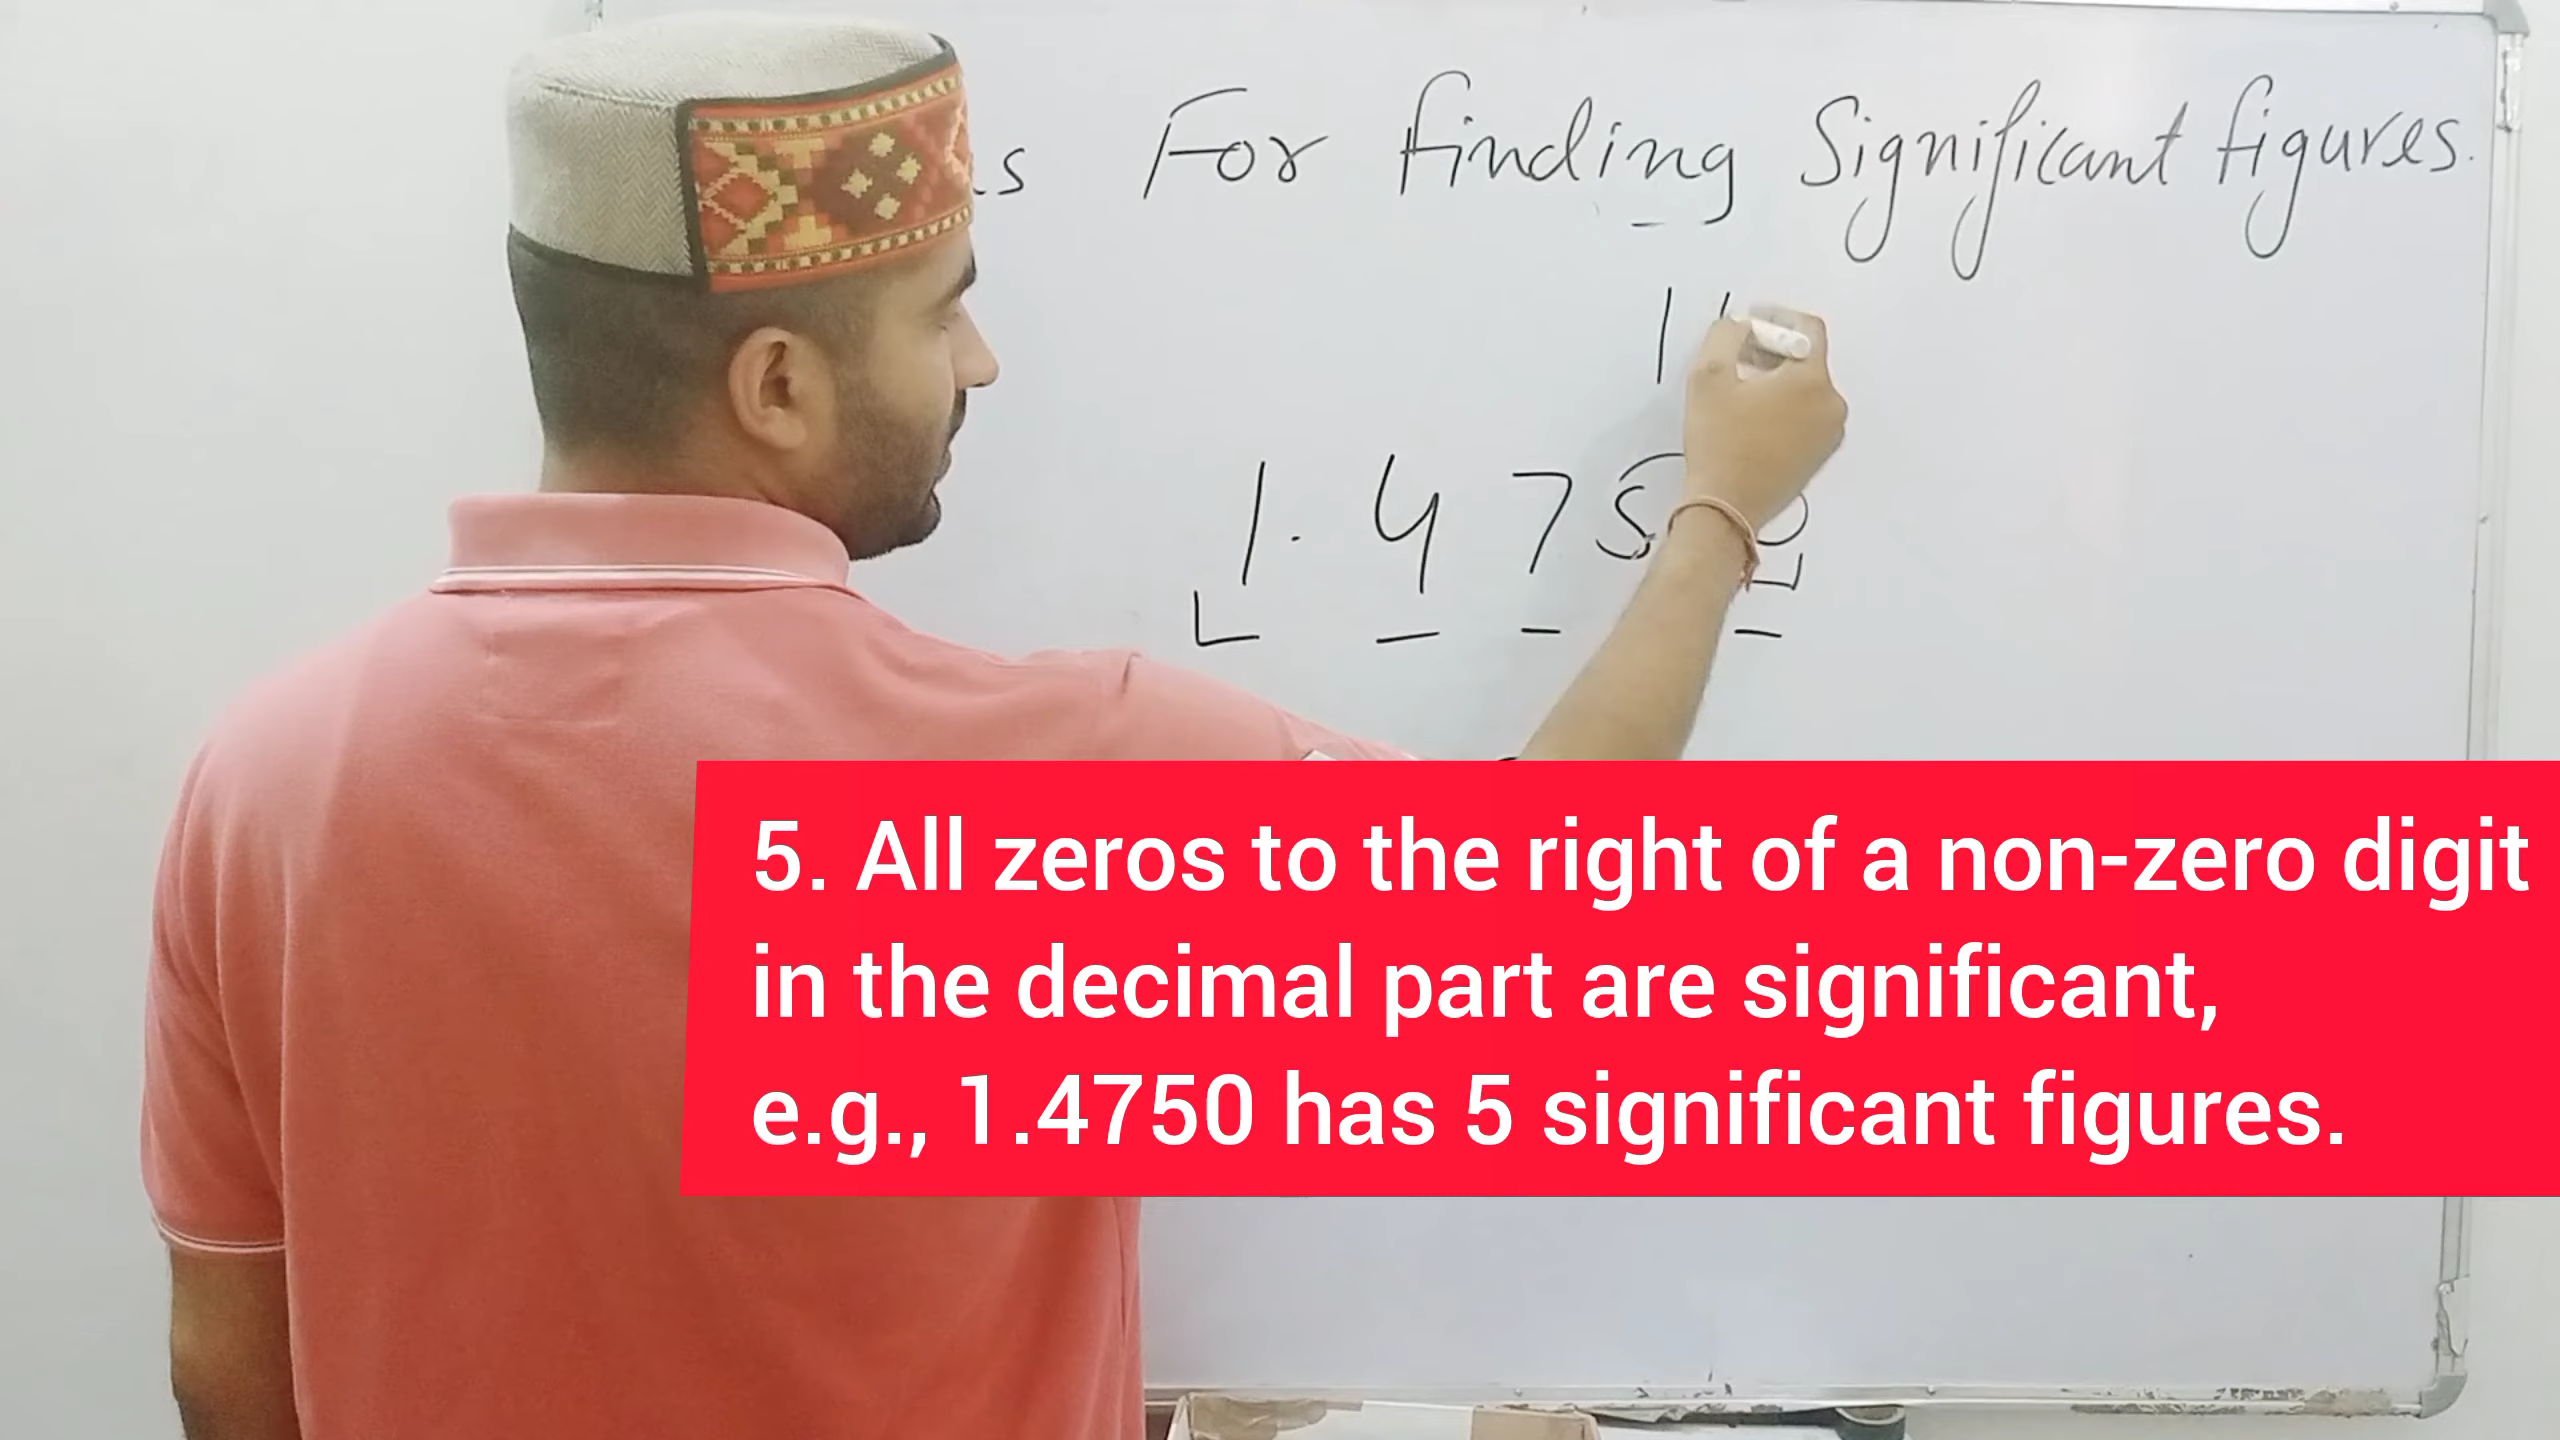 s For finding Significant figures.
1
1.4750
5. All zeros to the right of a non-zero digit
in the decimal part are significant,
e.g., 1.4750 has 5 significant figures.